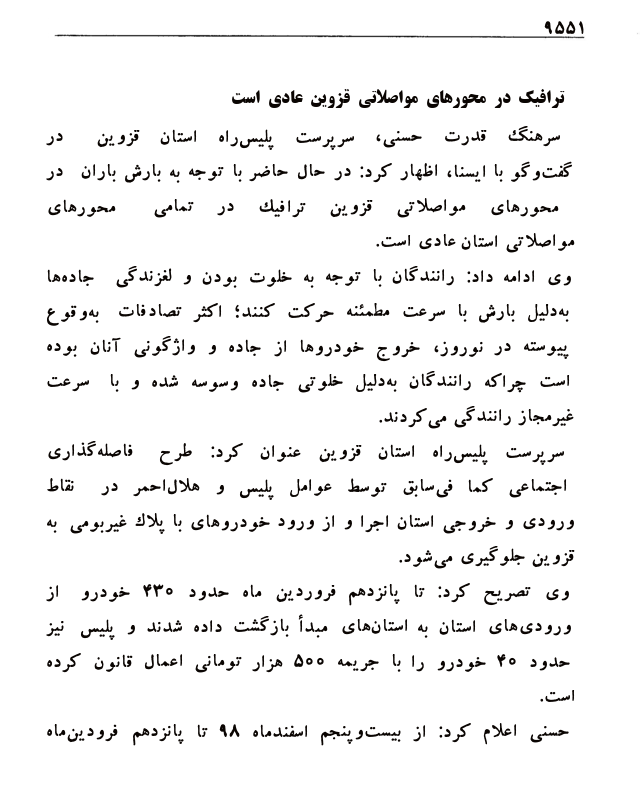 ۹۵۵۱
ترافیک در محورهای مواصلاتی قزوین عادی است
سرهنگ قدرت حسنی، سرپرست پلیس‌راه استان قزوین در
گفت‌وگو با ایسنا، اظهار کرد: در حال حاضر با توجه به بارش باران در
محورهای مواصلاتی قزوین ترافیك در تمامی محورهای
مواصلاتی استان عادی است.
وی ادامه داد: رانندگان با توجه به خلوت بودن و لغزندگی جاده‌ها
به‌دلیل بارش با سرعت مطمئنه حرکت کنند؛ اکثر تصادفات به‌وقوع
پیوسته در نوروز، خروج خودروها از جاده و واژگونی آنان بوده
است چراکه رانندگان به‌دلیل خلوتی جاده وسوسه شده و با سرعت
غیرمجاز رانندگی می‌کردند.
سرپرست پلیس‌راه استان قزوین عنوان کرد: طرح فاصله‌گذاری
اجتماعی کما فی‌سابق توسط عوامل پلیس و هلال‌احمر در نقاط
ورودی و خروجی استان اجرا و از ورود خودروهای با پلاك غیربومی به
قزوین جلوگیری می‌شود.
وی تصریح کرد: تا پانزدهم فروردین ماه حدود ۴۳۰ خودرو از
ورودی‌های استان به استان‌های مبدأ بازگشت داده شدند و پلیس نیز
حدود ۴۰ خودرو را با جریمه ۵۰۰ هزار تومانی اعمال قانون کرده
است.
حسنی اعلام کرد: از بیست‌وپنجم اسفندماه ۹۸ تا پانزدهم فرودین‌ماه